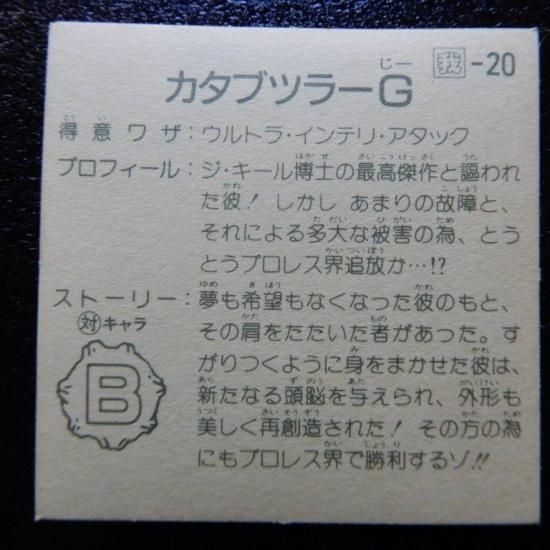 カタブツラーG -20
得意ワザ：ウルトラ・インテリ・アタック
プロフィール：ジ・キール博士の最高傑作と謳われ
た彼！しかし あまりの故障と、
それによる多大な被害の為、とう
とうプロレス界追放か…!?
ストーリー：夢も希望もなくなった彼のもと、
対キャラ その肩をたたいた者があった。す
がりつくように身をまかせた彼は、
B 新たなる頭脳を与えられ、外形も
美しく再創造された！その方の為
にもプロレス界で勝利するゾ!!